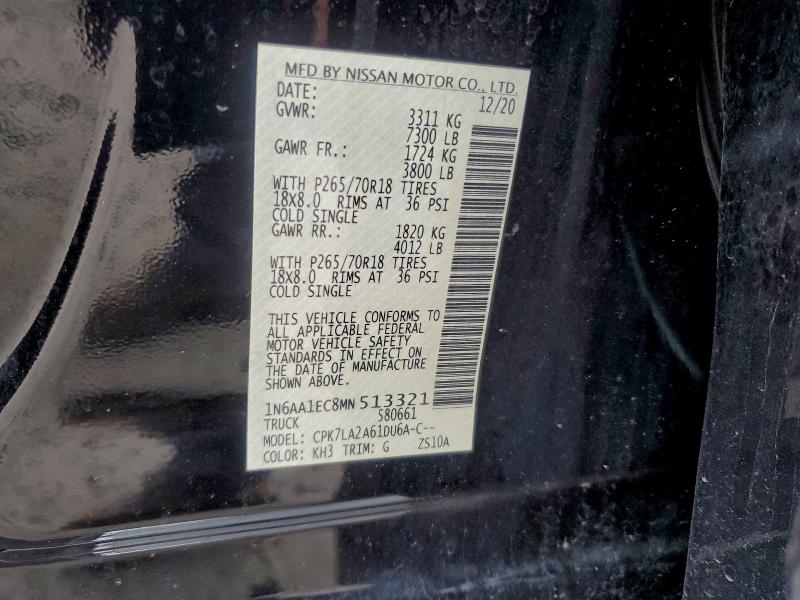 MFD BY NISSAN MOTOR CO., LTD.
DATE: 12/20
GVWR: 3311 KG
7300 LB
GAWR FR.: 1724 KG
3800 LB
WITH P265/70R18 TIRES
18X8.0 RIMS AT 36 PSI
COLD SINGLE
GAWR RR.: 1820 KG
4012 LB
WITH P265/70R18 TIRES
18X8.0 RIMS AT 36 PSI
COLD SINGLE
THIS VEHICLE CONFORMS TO
ALL APPLICABLE FEDERAL
MOTOR VEHICLE SAFETY
STANDARDS IN EFFECT ON
THE DATE OF MANUFACTURE
SHOWN ABOVE.
1N6AA1EC8MN513321
TRUCK 580661
MODEL: CPK7LA2A61DU6A-C--
COLOR: KH3 TRIM: G ZS10A